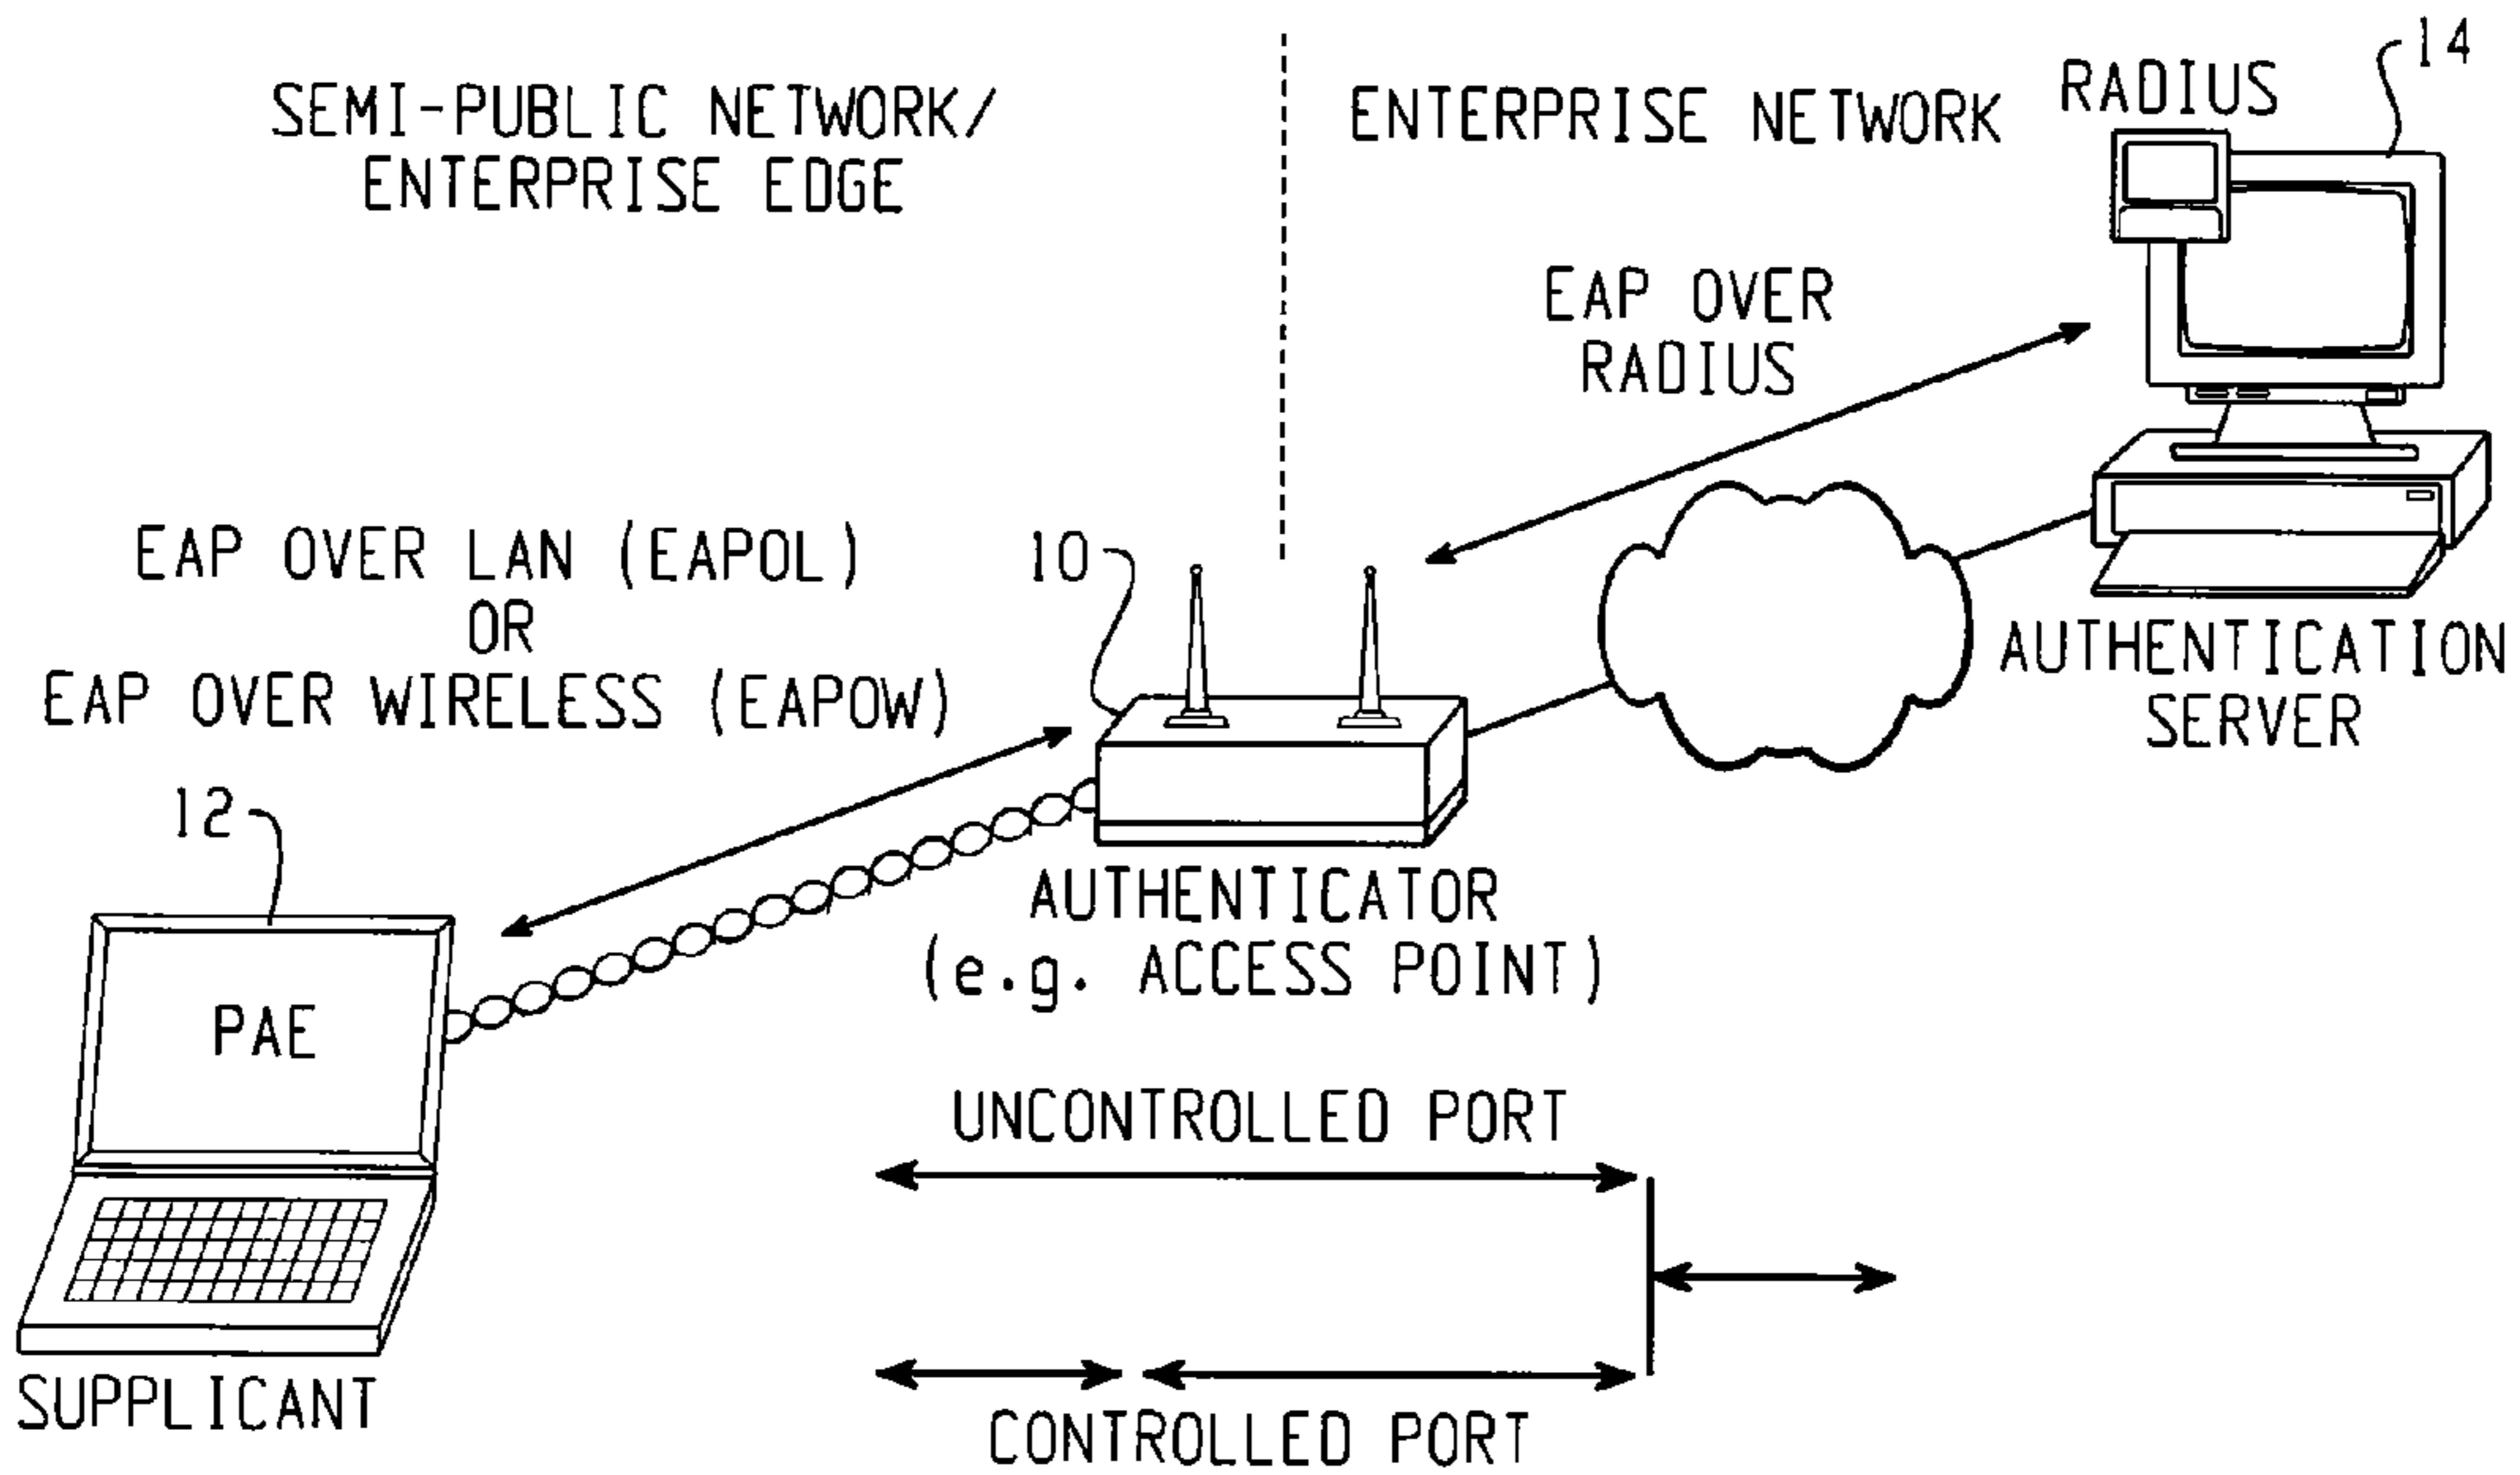 SEMI-PUBLIC NETWORK/
ENTERPRISE EDGE
ENTERPRISE NETWORK
RADIUS
14
EAP OVER
RADIUS
EAP OVER LAN (EAPOL)
OR
EAP OVER WIRELESS (EAPOW)
10
AUTHENTICATION
SERVER
12
AUTHENTICATOR
(e.g. ACCESS POINT)
PAE
SUPPLICANT
UNCONTROLLED PORT
CONTROLLED PORT